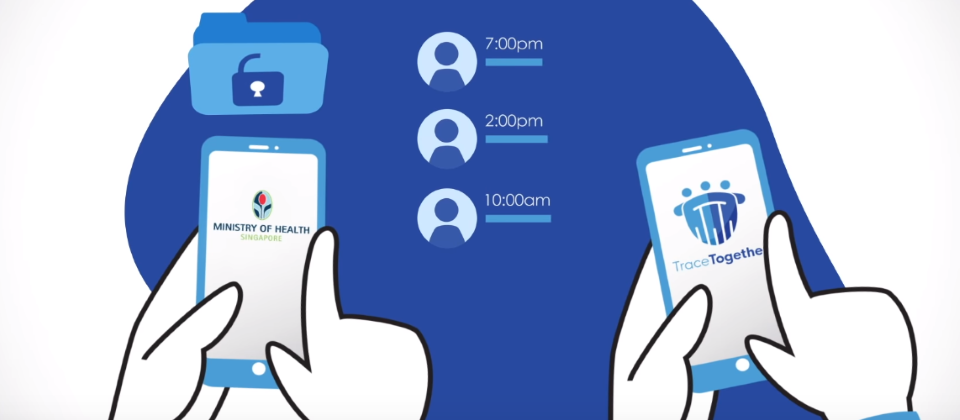 7:00pm
2:00pm
10:00am
MINISTRY OF HEALTH
SINGAPORE
TraceTogethe